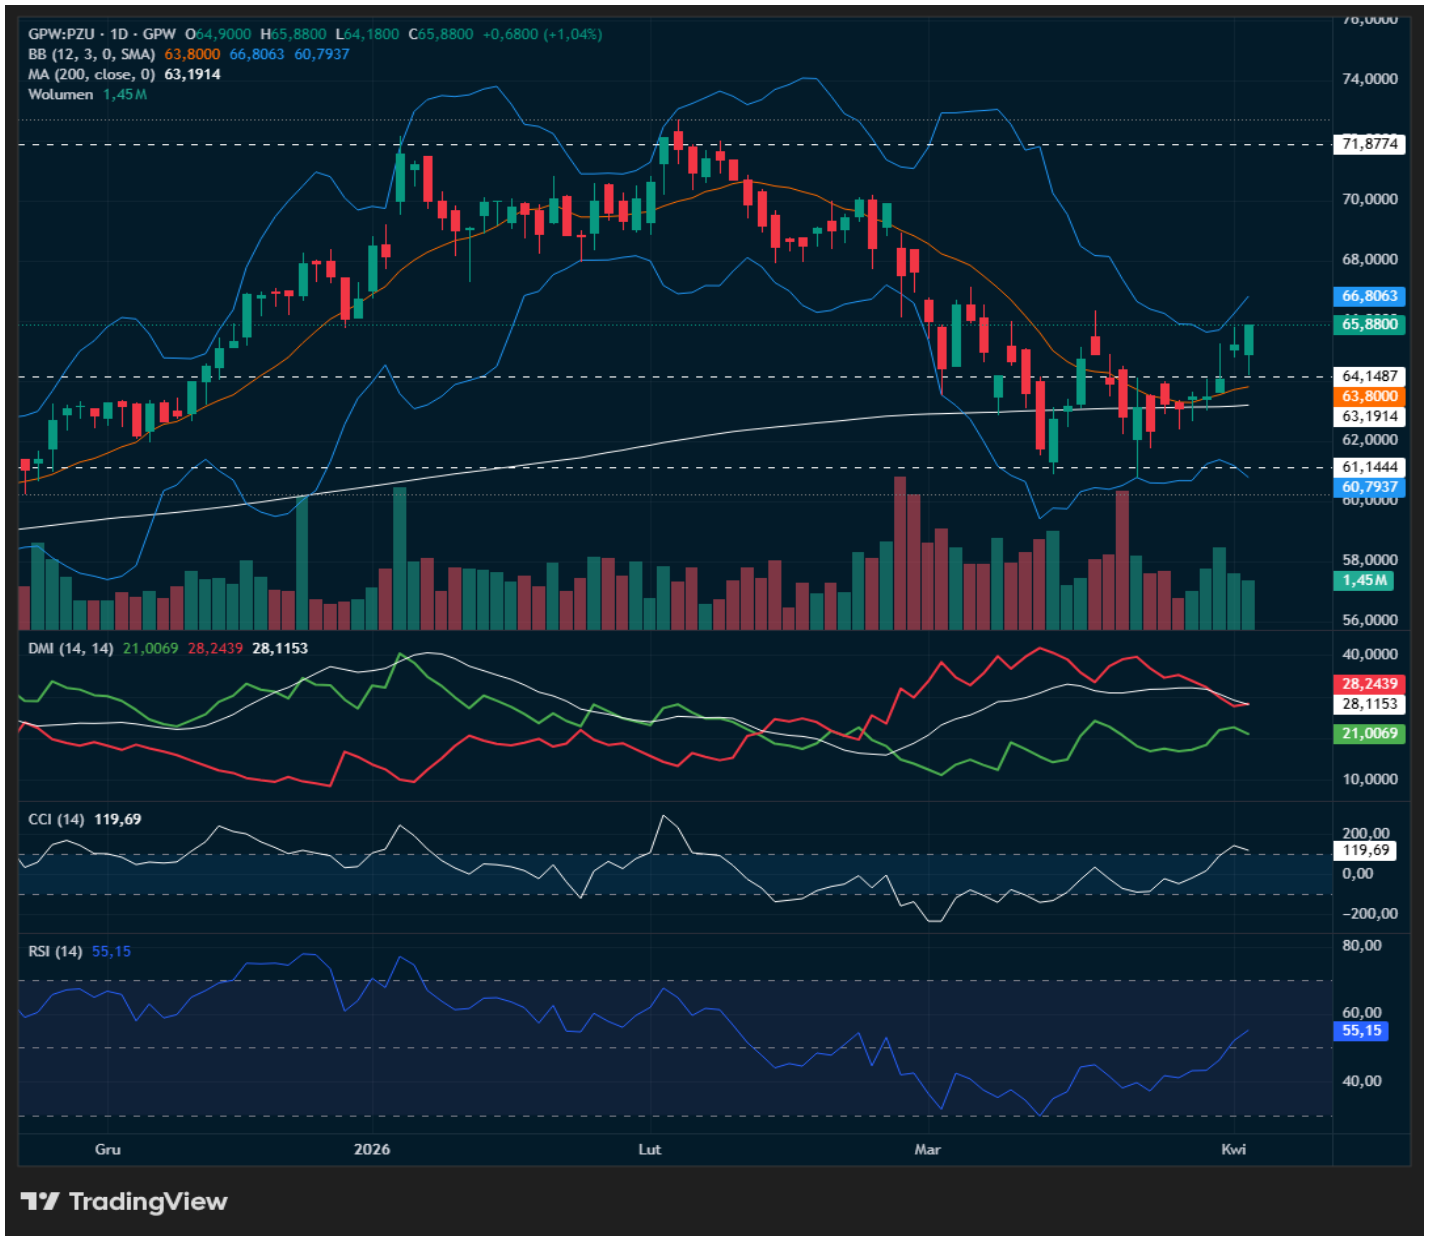 GPW:PZU · 1D · GPW O64,9000 H65,8800 L64,1800 C65,8800 +0,6800 (+1,04%)
BB (12, 3, 0, SMA) 63,8000 66,8063 60,7937
MA (200, close, 0) 63,1914
Wolumen 1,45M
76,0000
74,0000
71,8774
70,0000
68,0000
66,8063
65,8800
64,1487
63,8000
63,1914
62,0000
61,1444
60,7937
60,0000
58,0000
1,45M
56,0000
DMI (14, 14) 21,0069 28,2439 28,1153
40,0000
28,2439
28,1153
21,0069
10,0000
CCI (14) 119,69
200,00
119,69
0,00
−200,00
RSI (14) 55,15
80,00
60,00
55,15
40,00
Gru 2026 Lut Mar Kwi
TradingView